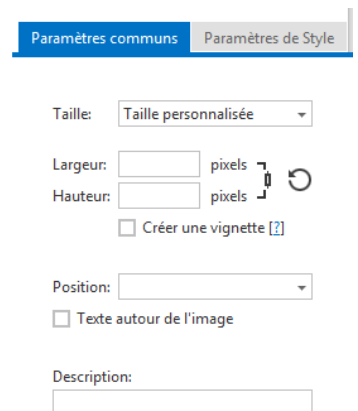 Paramètres communs Paramètres de Style
Taille: Taille personnalisée
Largeur: pixels
Hauteur: pixels
Créer une vignette [?]
Position:
Texte autour de l'image
Description: